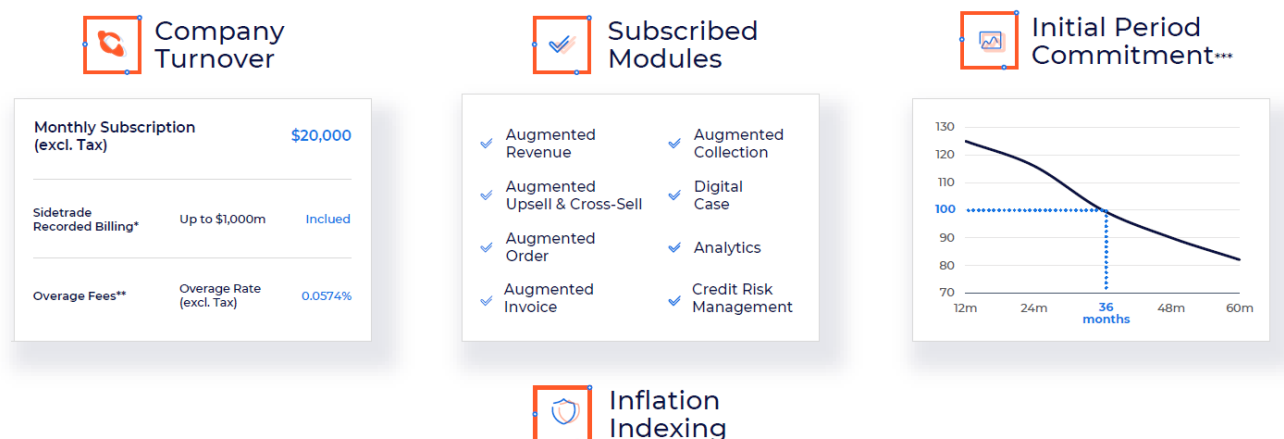 Company
Turnover
Monthly Subscription
(excl. Tax)
$20,000
Sidetrade
Recorded Billing*
Up to $1,000m
Inclued
Overage Fees**
Overage Rate
(excl. Tax)
0.0574%
Subscribed
Modules
Augmented
Revenue
Augmented
Collection
Augmented
Upsell & Cross-Sell
Digital
Case
Augmented
Order
Analytics
Augmented
Invoice
Credit Risk
Management
Initial Period
Commitment***
130
120
110
100
90
80
70
12m
24m
36
months
48m
60m
Inflation
Indexing